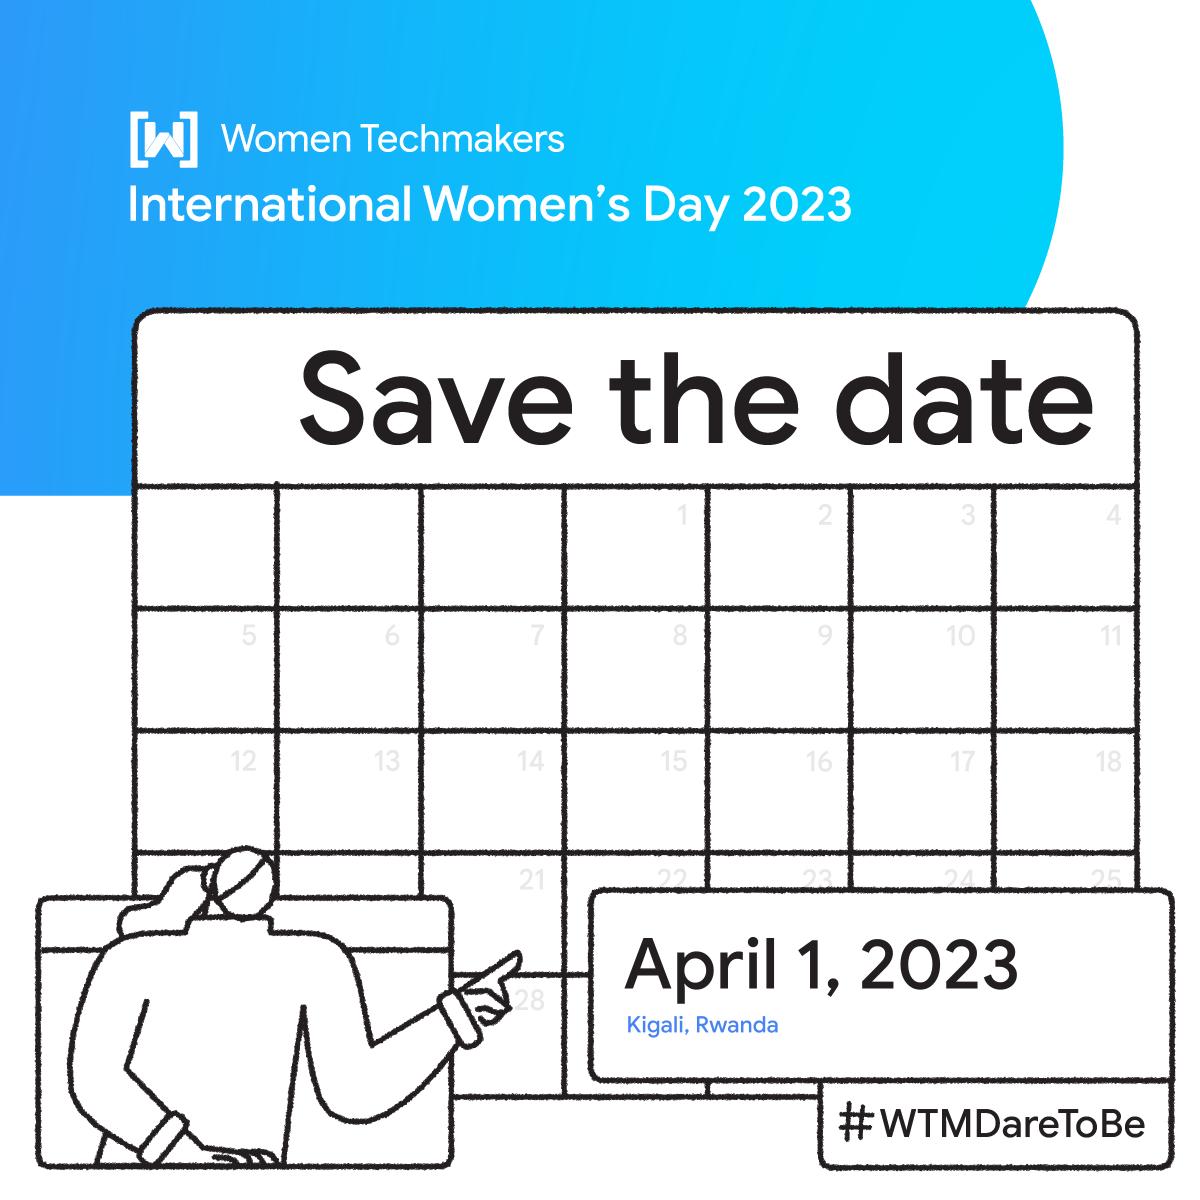 [W] Women Techmakers
International Women's Day 2023
Save the date
1 2 3 4
5 6 7 8 9 10 11
12 13 14 15 16 17 18
21 22 23 24 25
April 1, 2023
28
Kigali, Rwanda
#WTMDareToBe